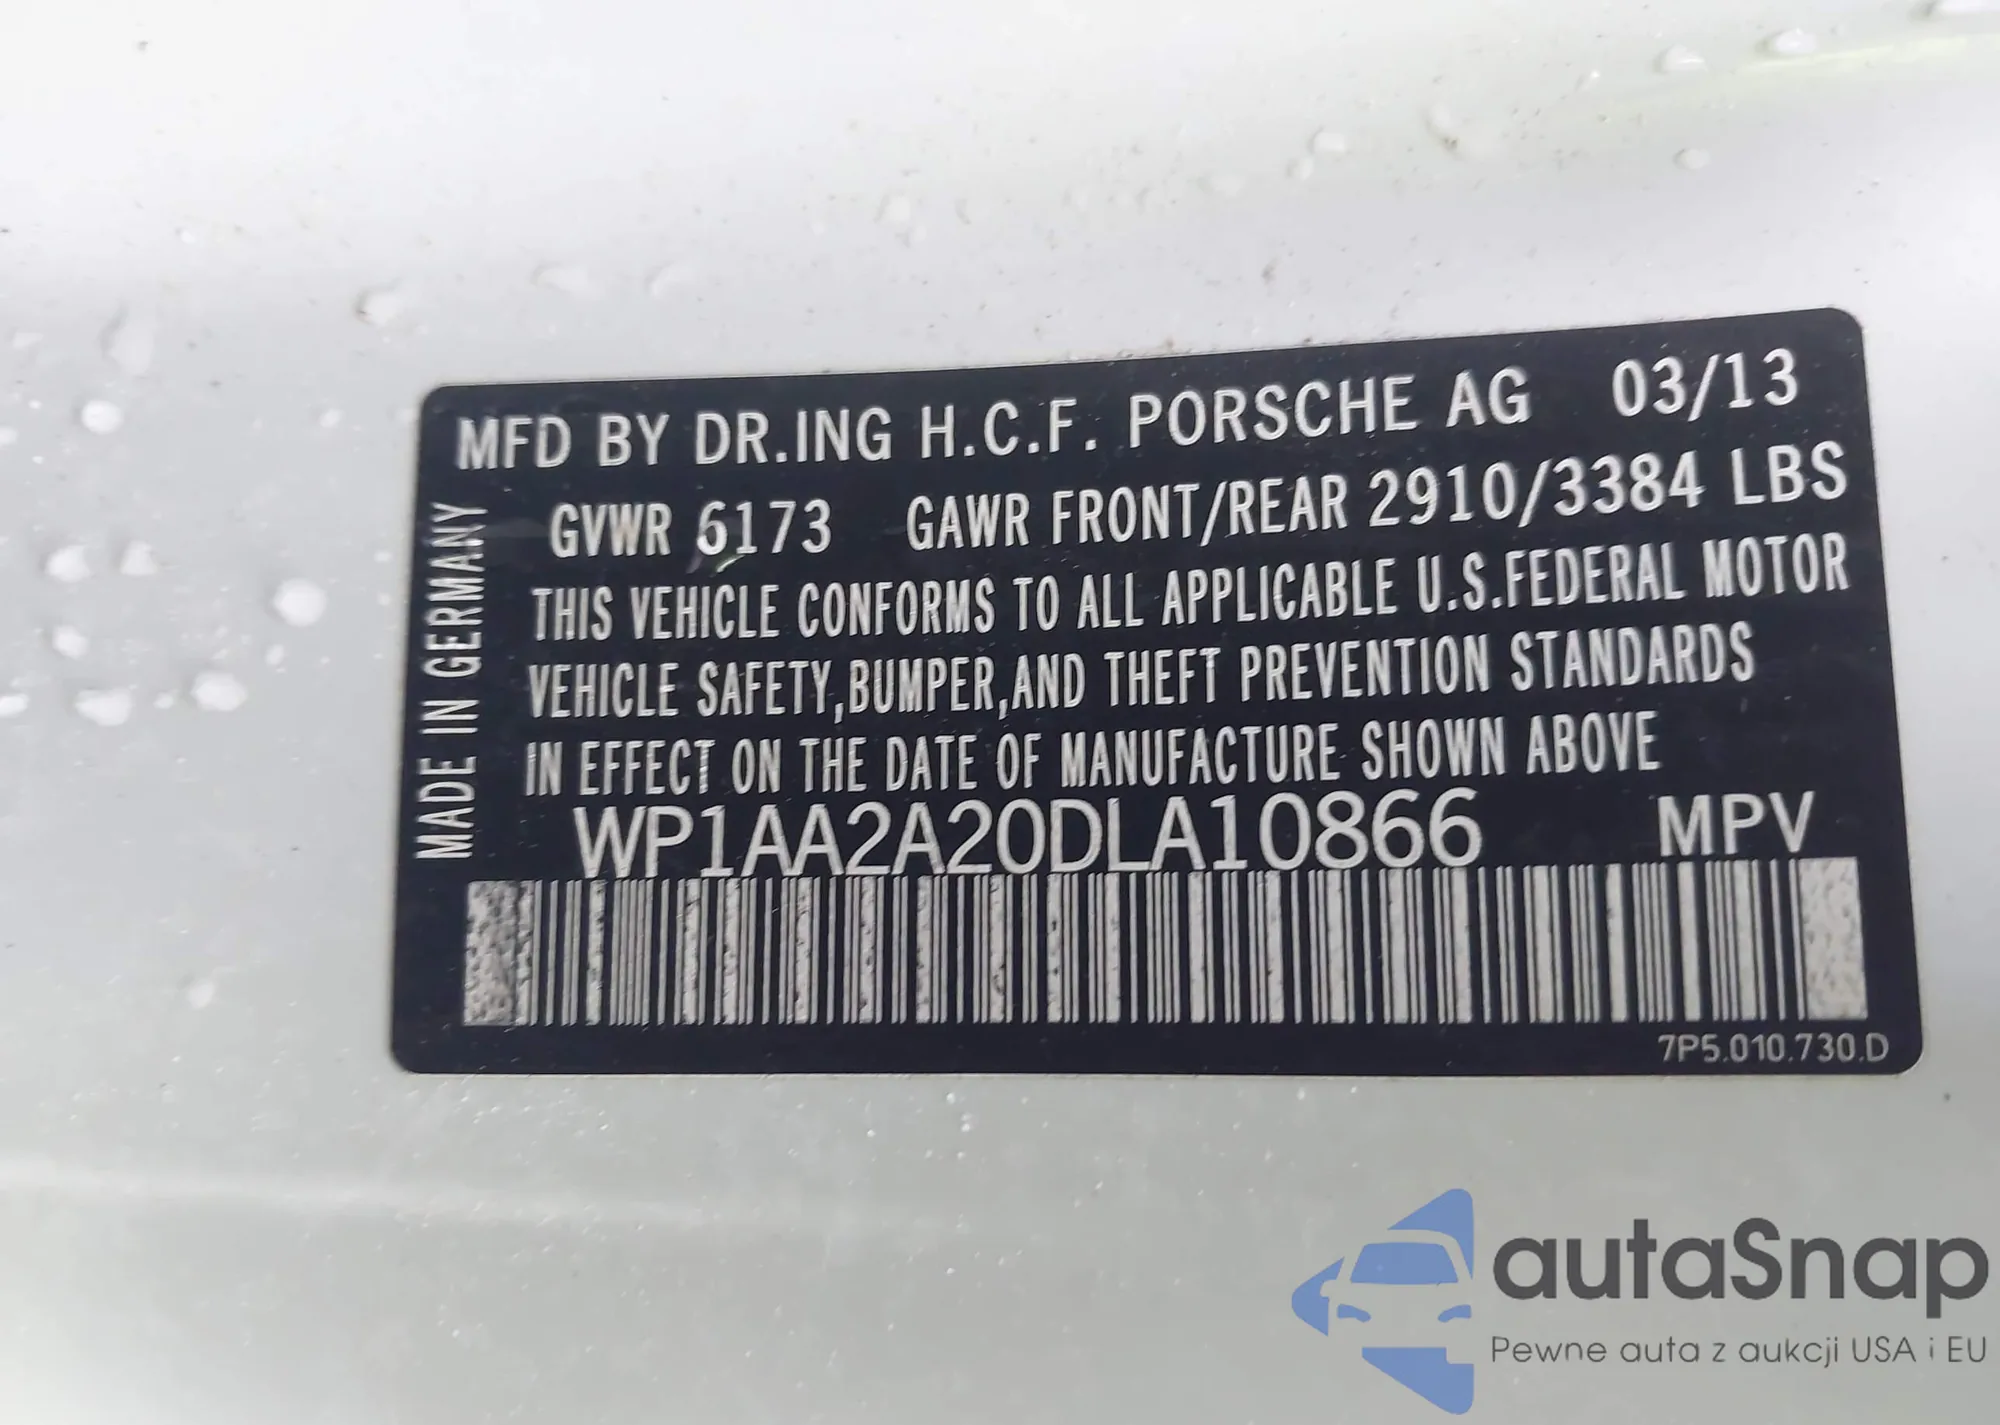 MFD BY DR.ING H.C.F. PORSCHE AG 03/13
GVWR 6173 GAWR FRONT/REAR 2910/3384 LBS
THIS VEHICLE CONFORMS TO ALL APPLICABLE U.S.FEDERAL MOTOR
VEHICLE SAFETY,BUMPER,AND THEFT PREVENTION STANDARDS
IN EFFECT ON THE DATE OF MANUFACTURE SHOWN ABOVE
WP1AA2A20DLA10866 MPV
MADE IN GERMANY
7P5.010.730.D
autaSnap
Pewne auta z aukcji USA i EU